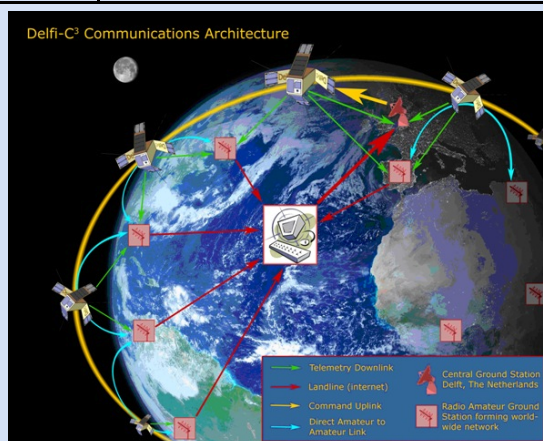 Delfi-C³ Communications Architecture
Telemetry Downlink
Landline (internet)
Command Uplink
Direct Amateur to
Amateur Link
Central Ground Station
Delft, The Netherlands
Radio Amateur Ground
Station forming world-
wide network